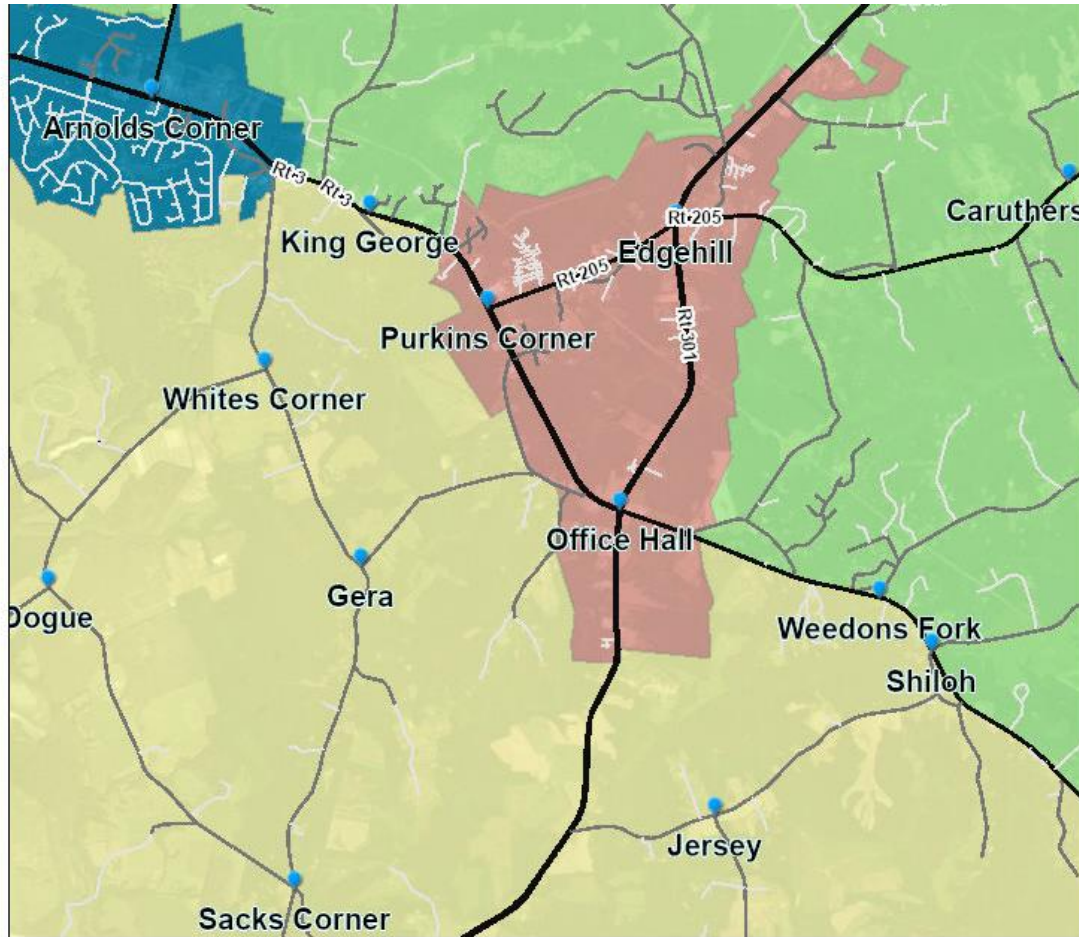 Arnolds Corner
Rt-3
Rt-3
King George
Rt-205
Caruthers
Edgehill
Rt-205
Purkins Corner
Rt-301
Whites Corner
Office Hall
Gera
Dogue
Weedons Fork
Shiloh
Jersey
Sacks Corner